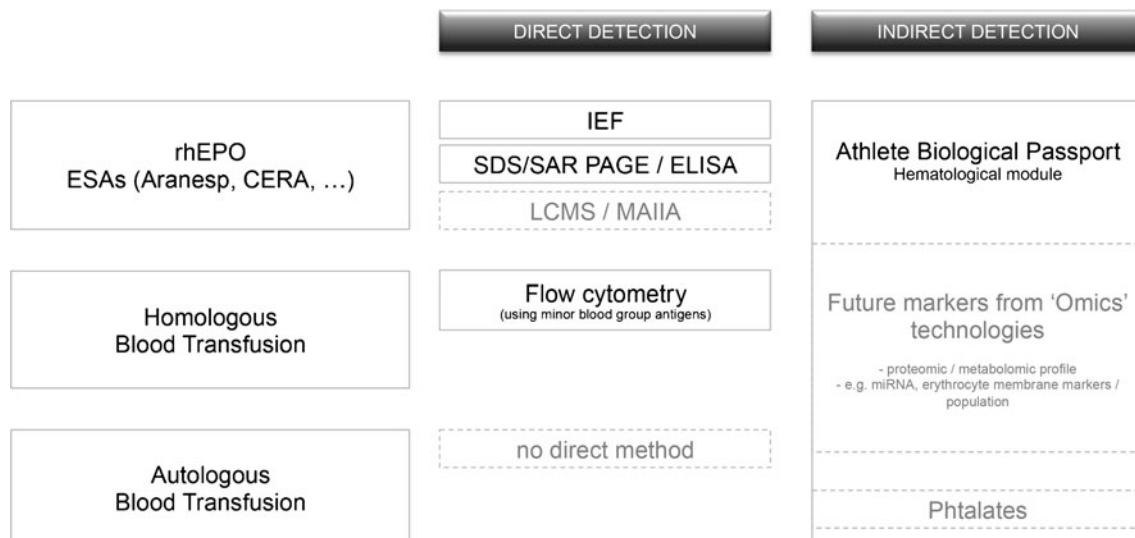 DIRECT DETECTION
INDIRECT DETECTION
rhEPO
ESAs (Aranesp, CERA, …)
IEF
SDS/SAR PAGE / ELISA
LCMS / MAIIA
Athlete Biological Passport
Hematological module
Homologous
Blood Transfusion
Flow cytometry
(using minor blood group antigens)
Future markers from ‘Omics’
technologies
- proteomic / metabolomic profile
- e.g. miRNA, erythrocyte membrane markers /
population
Autologous
Blood Transfusion
no direct method
Phtalates